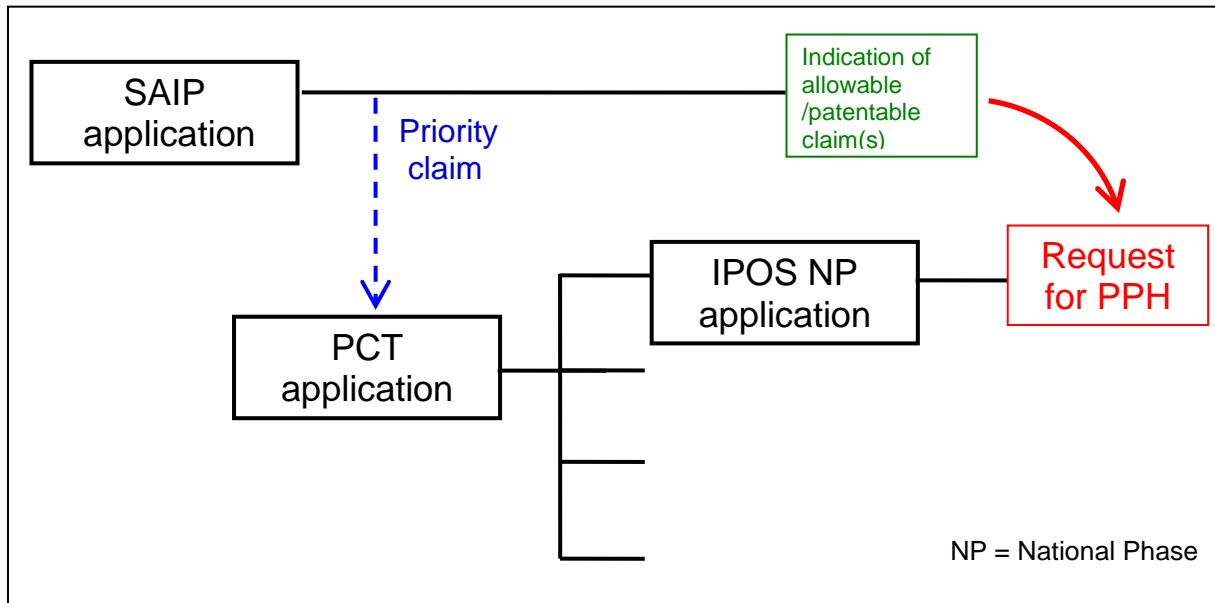 SAIP
application
Priority
claim
Indication of
allowable
/patentable
claim(s)
PCT
application
IPOS NP
application
Request
for PPH
NP = National Phase